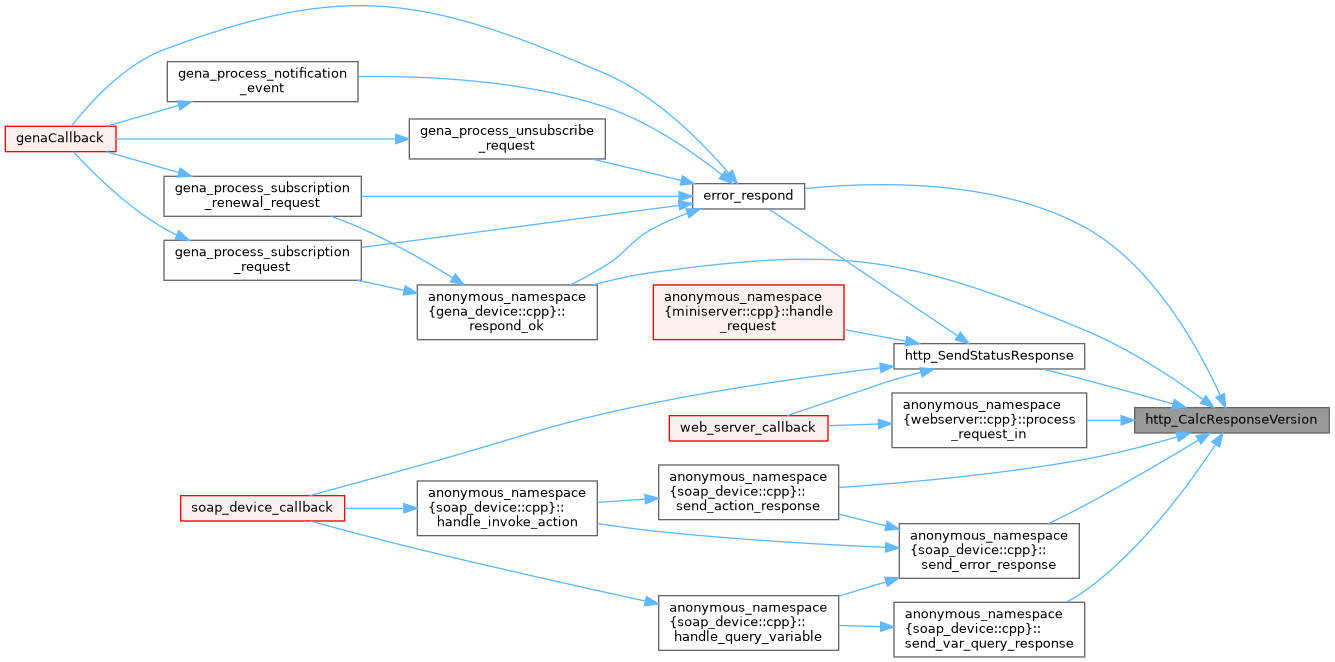 gena_process_notification
_event
gena_process_unsubscribe
_request
genaCallback
gena_process_subscription
_renewal_request
error_respond
gena_process_subscription
_request
anonymous_namespace
{gena_device::cpp}::
respond_ok
anonymous_namespace
{miniserver::cpp}::handle
_request
http_SendStatusResponse
anonymous_namespace
{webserver::cpp}::process
_request_in
http_CalcResponseVersion
web_server_callback
anonymous_namespace
{soap_device::cpp}::
send_action_response
soap_device_callback
anonymous_namespace
{soap_device::cpp}::
handle_invoke_action
anonymous_namespace
{soap_device::cpp}::
send_error_response
anonymous_namespace
{soap_device::cpp}::
handle_query_variable
anonymous_namespace
{soap_device::cpp}::
send_var_query_response